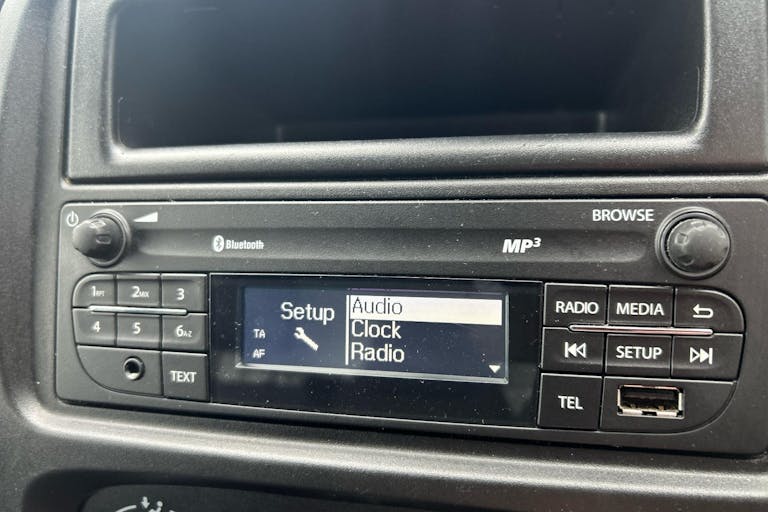 BROWSE
Bluetooth
MP3
1RPT 2MIX 3
4 5 6A-Z
TEXT
Setup
TA
AF
Audio
Clock
Radio
RADIO MEDIA
SETUP
TEL